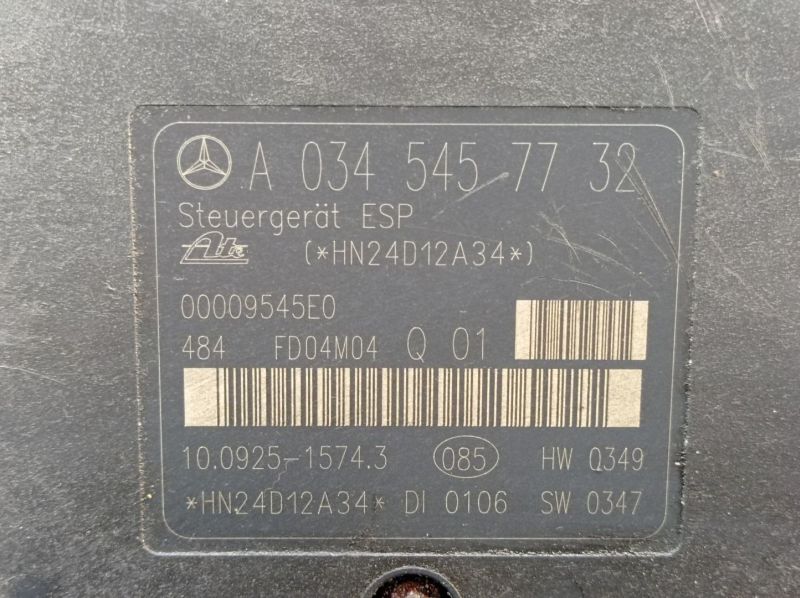 A 034 545 77 32
Steuergerät ESP
Ate (*HN24D12A34*)
00009545E0
484 FD04M04 Q 01
10.0925-1574.3 085 HW 0349
*HN24D12A34* DI 0106 SW 0347